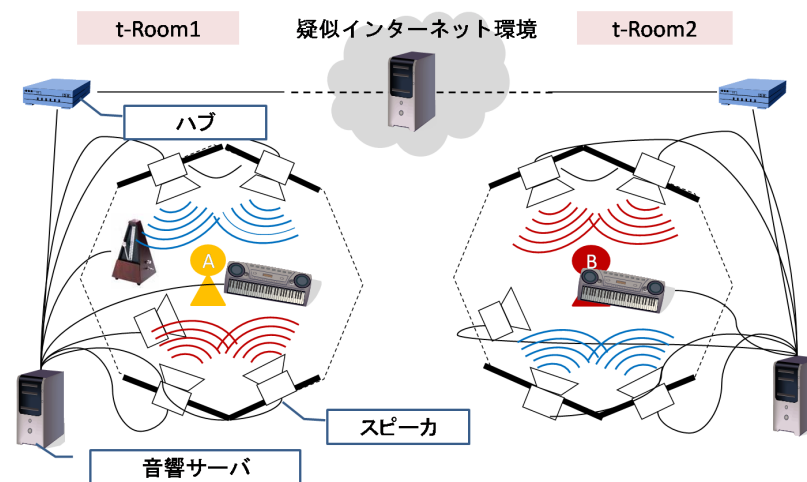 t-Room1
疑似インターネット環境
t-Room2
ハブ
A
B
スピーカ
音響サーバ